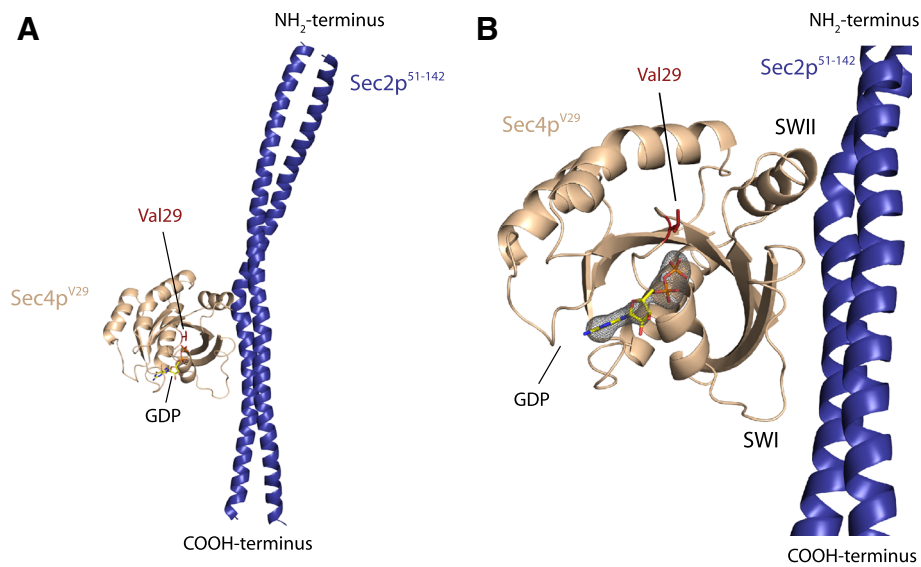 A
NH2-terminus
Sec2p51-142
Val29
Sec4pV29
GDP
COOH-terminus
B
NH2-terminus
Sec2p51-142
Val29
Sec4pV29
SWII
GDP
SWI
COOH-terminus